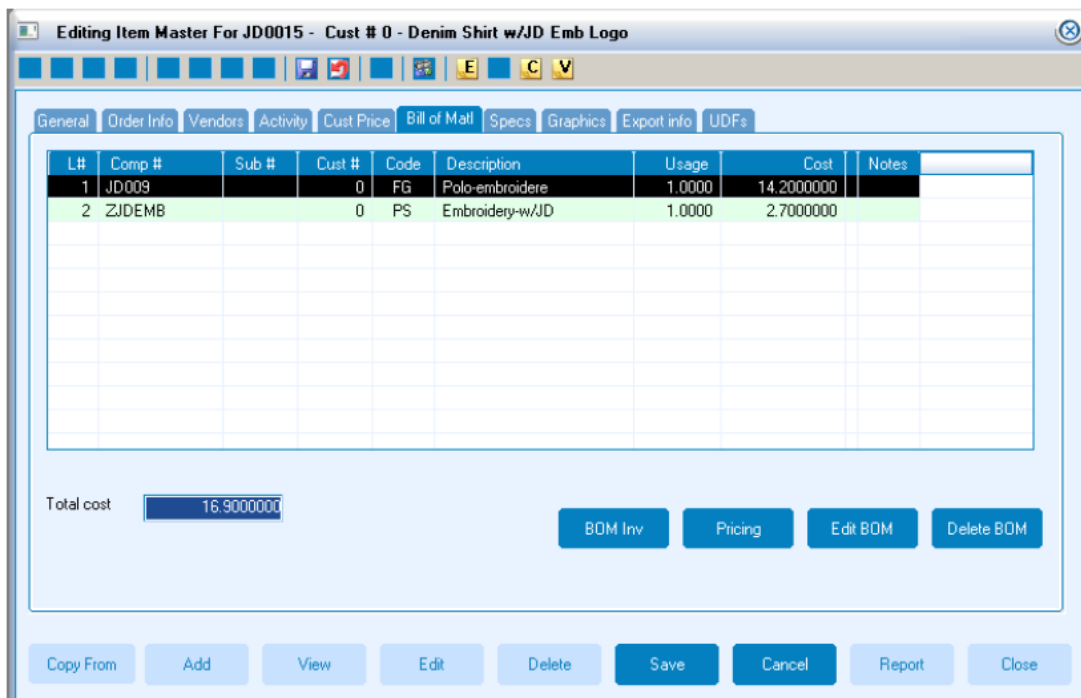 Editing Item Master For JD0015 - Cust # 0 - Denim Shirt w/JD Emb Logo
E C V
General Order Info Vendors Activity Cust Price Bill of Matl Specs Graphics Export info UDFs
L# Comp # Sub # Cust # Code Description Usage Cost Notes
1 JD009 0 FG Polo-embroidere 1.0000 14.2000000
2 ZJDEMB 0 PS Embroidery-w/JD 1.0000 2.7000000
Total cost 16.9000000
BOM Inv Pricing Edit BOM Delete BOM
Copy From Add View Edit Delete Save Cancel Report Close